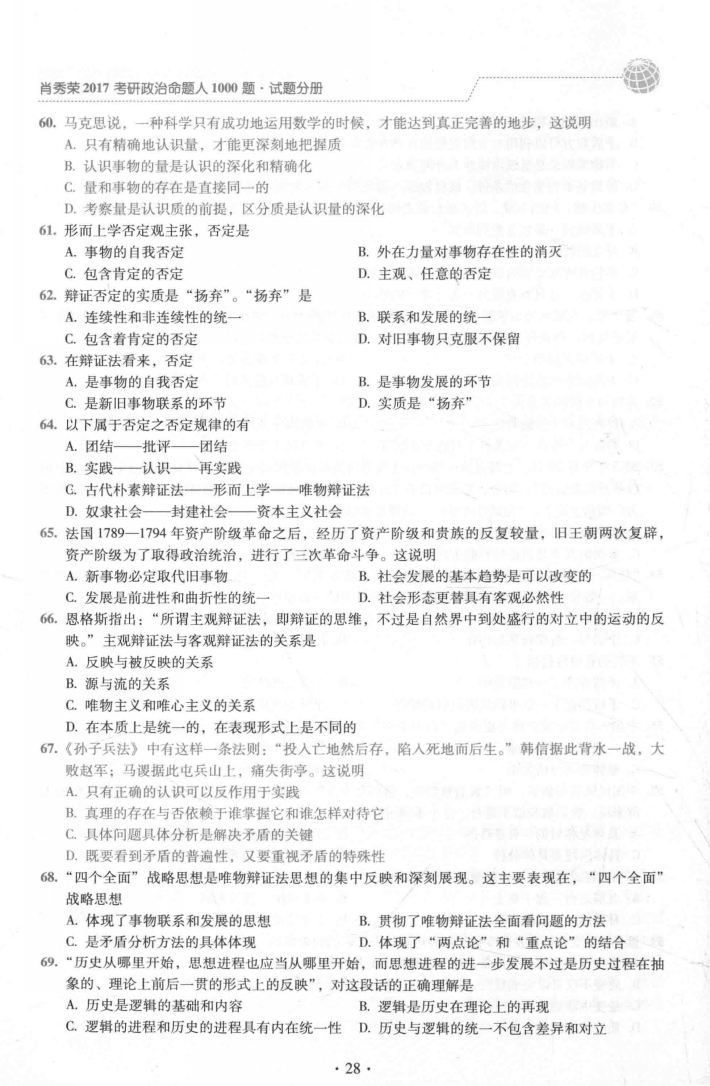 肖秀荣2017考研政治命题人1000题·试题分册
60. 马克思说，一种科学只有成功地运用数学的时候，才能达到真正完善的地步，这说明
A. 只有精确地认识量，才能更深刻地把握质
B. 认识事物的量是认识的深化和精确化
C. 量和事物的存在是直接同一的
D. 考察量是认识质的前提，区分质是认识量的深化
61. 形而上学否定观主张，否定是
A. 事物的自我否定 B. 外在力量对事物存在性的消灭
C. 包含肯定的否定 D. 主观、任意的否定
62. 辩证否定的实质是“扬弃”。“扬弃”是
A. 连续性和非连续性的统一 B. 联系和发展的统一
C. 包含着肯定的否定 D. 对旧事物只克服不保留
63. 在辩证法看来，否定
A. 是事物的自我否定 B. 是事物发展的环节
C. 是新旧事物联系的环节 D. 实质是“扬弃”
64. 以下属于否定之否定规律的有
A. 团结——批评——团结
B. 实践——认识——再实践
C. 古代朴素辩证法——形而上学——唯物辩证法
D. 奴隶社会——封建社会——资本主义社会
65. 法国1789—1794年资产阶级革命之后，经历了资产阶级和贵族的反复较量，旧王朝两次复辟，
资产阶级为了取得政治统治，进行了三次革命斗争。这说明
A. 新事物必定取代旧事物 B. 社会发展的基本趋势是可以改变的
C. 发展是前进性和曲折性的统一 D. 社会形态更替具有客观必然性
66. 恩格斯指出：“所谓主观辩证法，即辩证的思维，不过是自然界中到处盛行的对立中的运动的反
映。”主观辩证法与客观辩证法的关系是
A. 反映与被反映的关系
B. 源与流的关系
C. 唯物主义和唯心主义的关系
D. 在本质上是统一的，在表现形式上是不同的
67. 《孙子兵法》中有这样一条法则：“投入亡地然后存，陷入死地而后生。”韩信据此背水一战，大
败赵军；马谡据此屯兵山上，痛失街亭。这说明
A. 只有正确的认识可以反作用于实践
B. 真理的存在与否依赖于谁掌握它和谁怎样对待它
C. 具体问题具体分析是解决矛盾的关键
D. 既要看到矛盾的普遍性，又要重视矛盾的特殊性
68. “四个全面”战略思想是唯物辩证法思想的集中反映和深刻展现。这主要表现在，“四个全面”
战略思想
A. 体现了事物联系和发展的思想 B. 贯彻了唯物辩证法全面看问题的方法
C. 是矛盾分析方法的具体体现 D. 体现了“两点论”和“重点论”的结合
69. “历史从哪里开始，思想进程也应当从哪里开始，而思想进程的进一步发展不过是历史过程在抽
象的、理论上前后一贯的形式上的反映”，对这段话的正确理解是
A. 历史是逻辑的基础和内容 B. 逻辑是历史在理论上的再现
C. 逻辑的进程和历史的进程具有内在统一性 D. 历史与逻辑的统一不包含差异和对立
· 28 ·